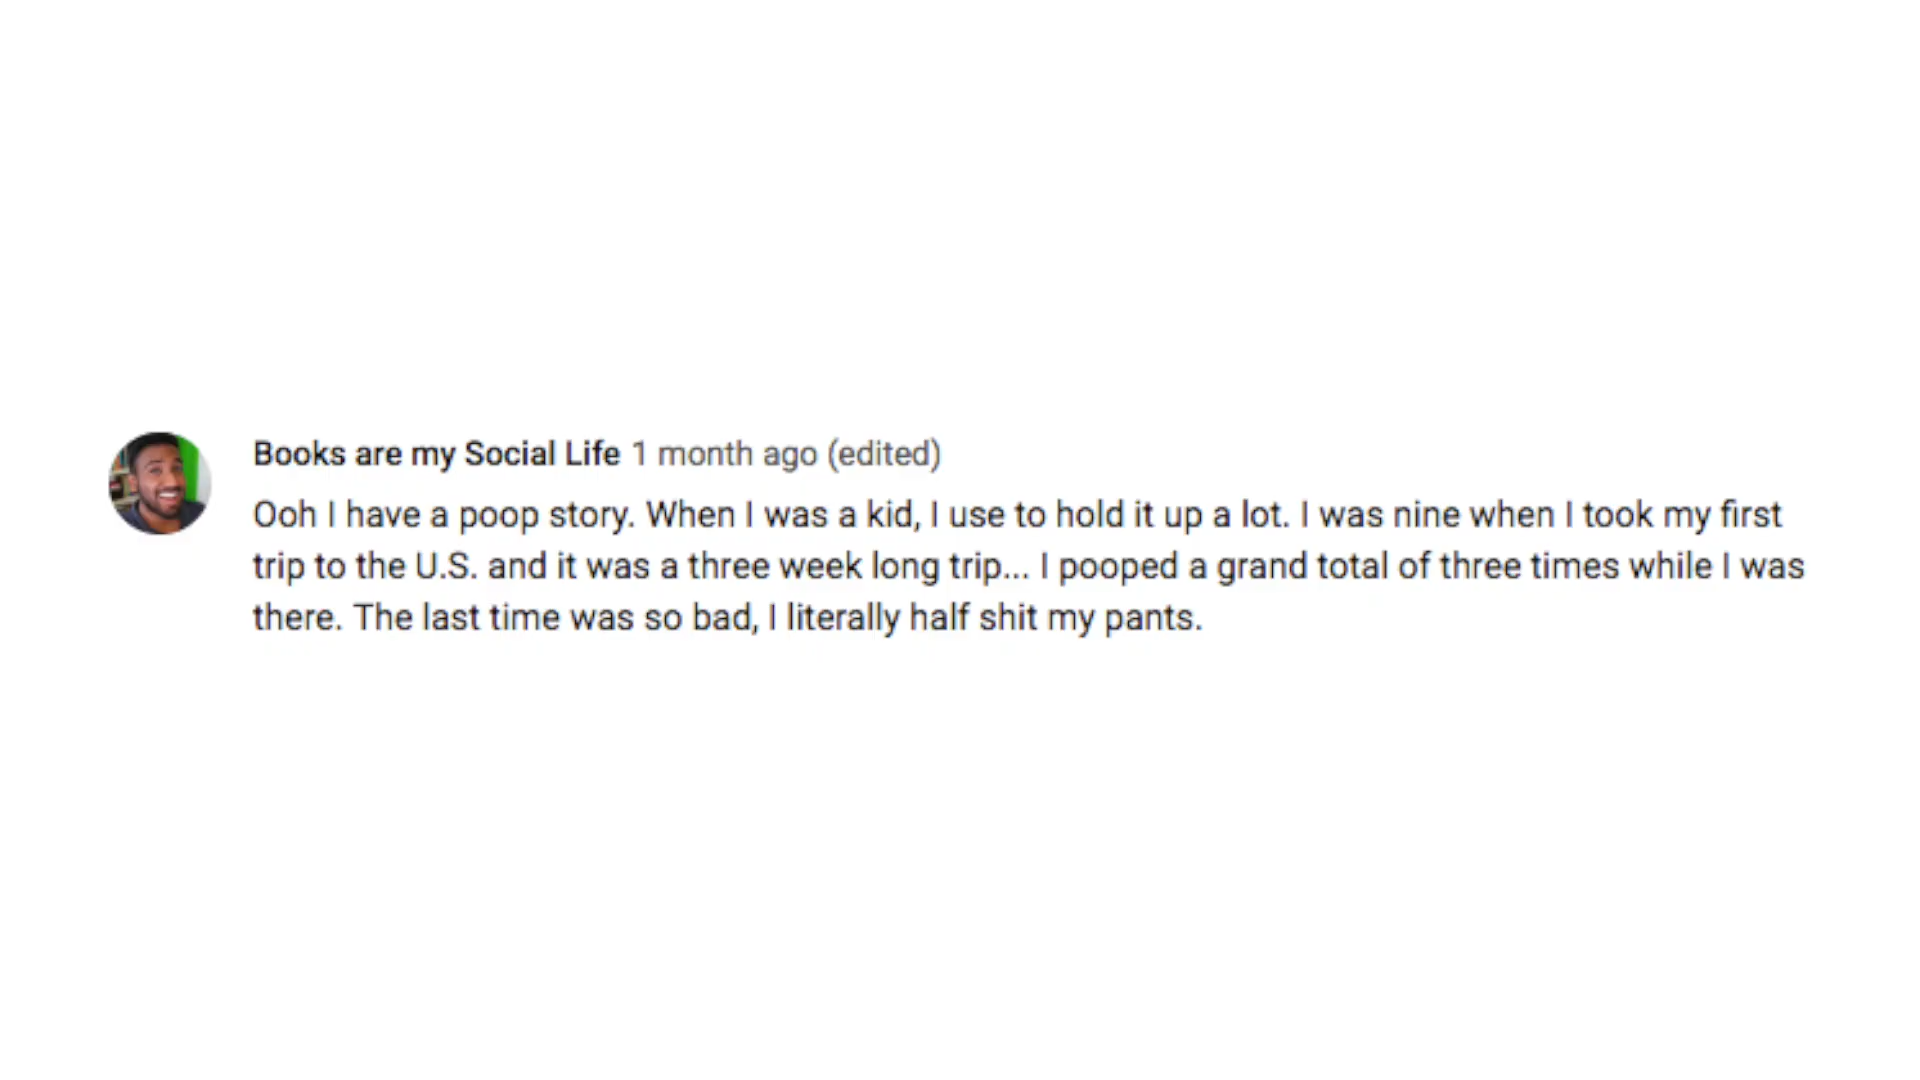 Books are my Social Life 1 month ago (edited)
Ooh I have a poop story. When I was a kid, I use to hold it up a lot. I was nine when I took my first
trip to the U.S. and it was a three week long trip... I pooped a grand total of three times while I was
there. The last time was so bad, I literally half shit my pants.